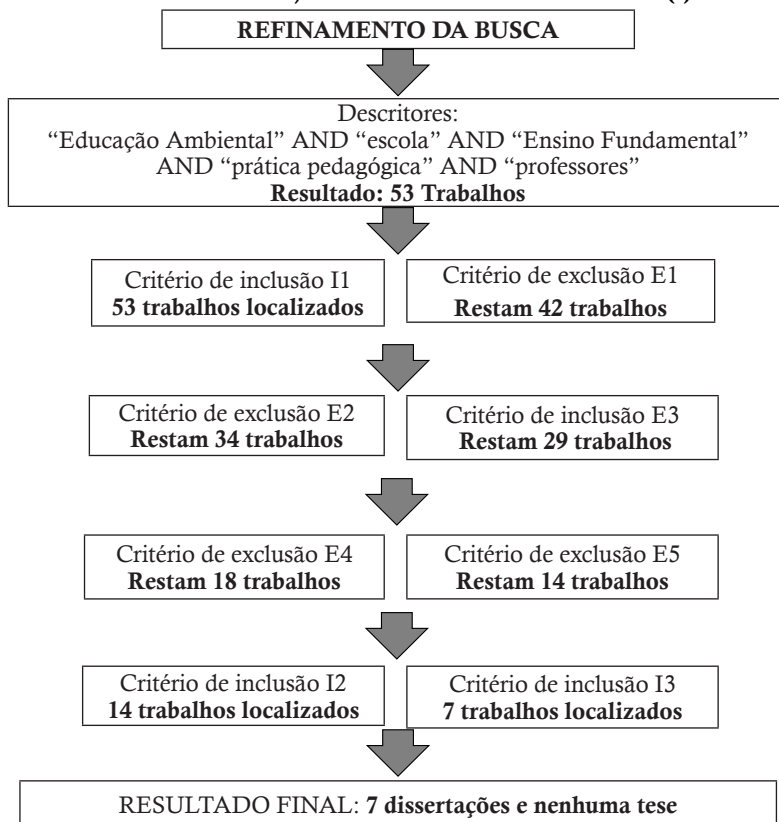 REFINAMENTO DA BUSCA
Descritores:
“Educação Ambiental” AND “escola” AND “Ensino Fundamental”
AND “prática pedagógica” AND “professores”
Resultado: 53 Trabalhos
Critério de inclusão I1
53 trabalhos localizados
Critério de exclusão E1
Restam 42 trabalhos
Critério de exclusão E2
Restam 34 trabalhos
Critério de inclusão E3
Restam 29 trabalhos
Critério de exclusão E4
Restam 18 trabalhos
Critério de exclusão E5
Restam 14 trabalhos
Critério de inclusão I2
14 trabalhos localizados
Critério de inclusão I3
7 trabalhos localizados
RESULTADO FINAL: 7 dissertações e nenhuma tese